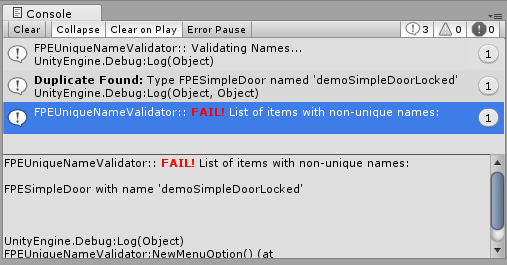 Console
Clear Collapse Clear on Play Error Pause 3 0 0
FPEUniqueNameValidator:: Validating Names...
UnityEngine.Debug:Log(Object)
1
Duplicate Found: Type FPESimpleDoor named 'demoSimpleDoorLocked'
UnityEngine.Debug:Log(Object, Object)
1
FPEUniqueNameValidator:: FAIL! List of items with non-unique names:
1
FPEUniqueNameValidator:: FAIL! List of items with non-unique names:
FPESimpleDoor with name 'demoSimpleDoorLocked'
UnityEngine.Debug:Log(Object)
FPEUniqueNameValidator:NewMenuOption() (at